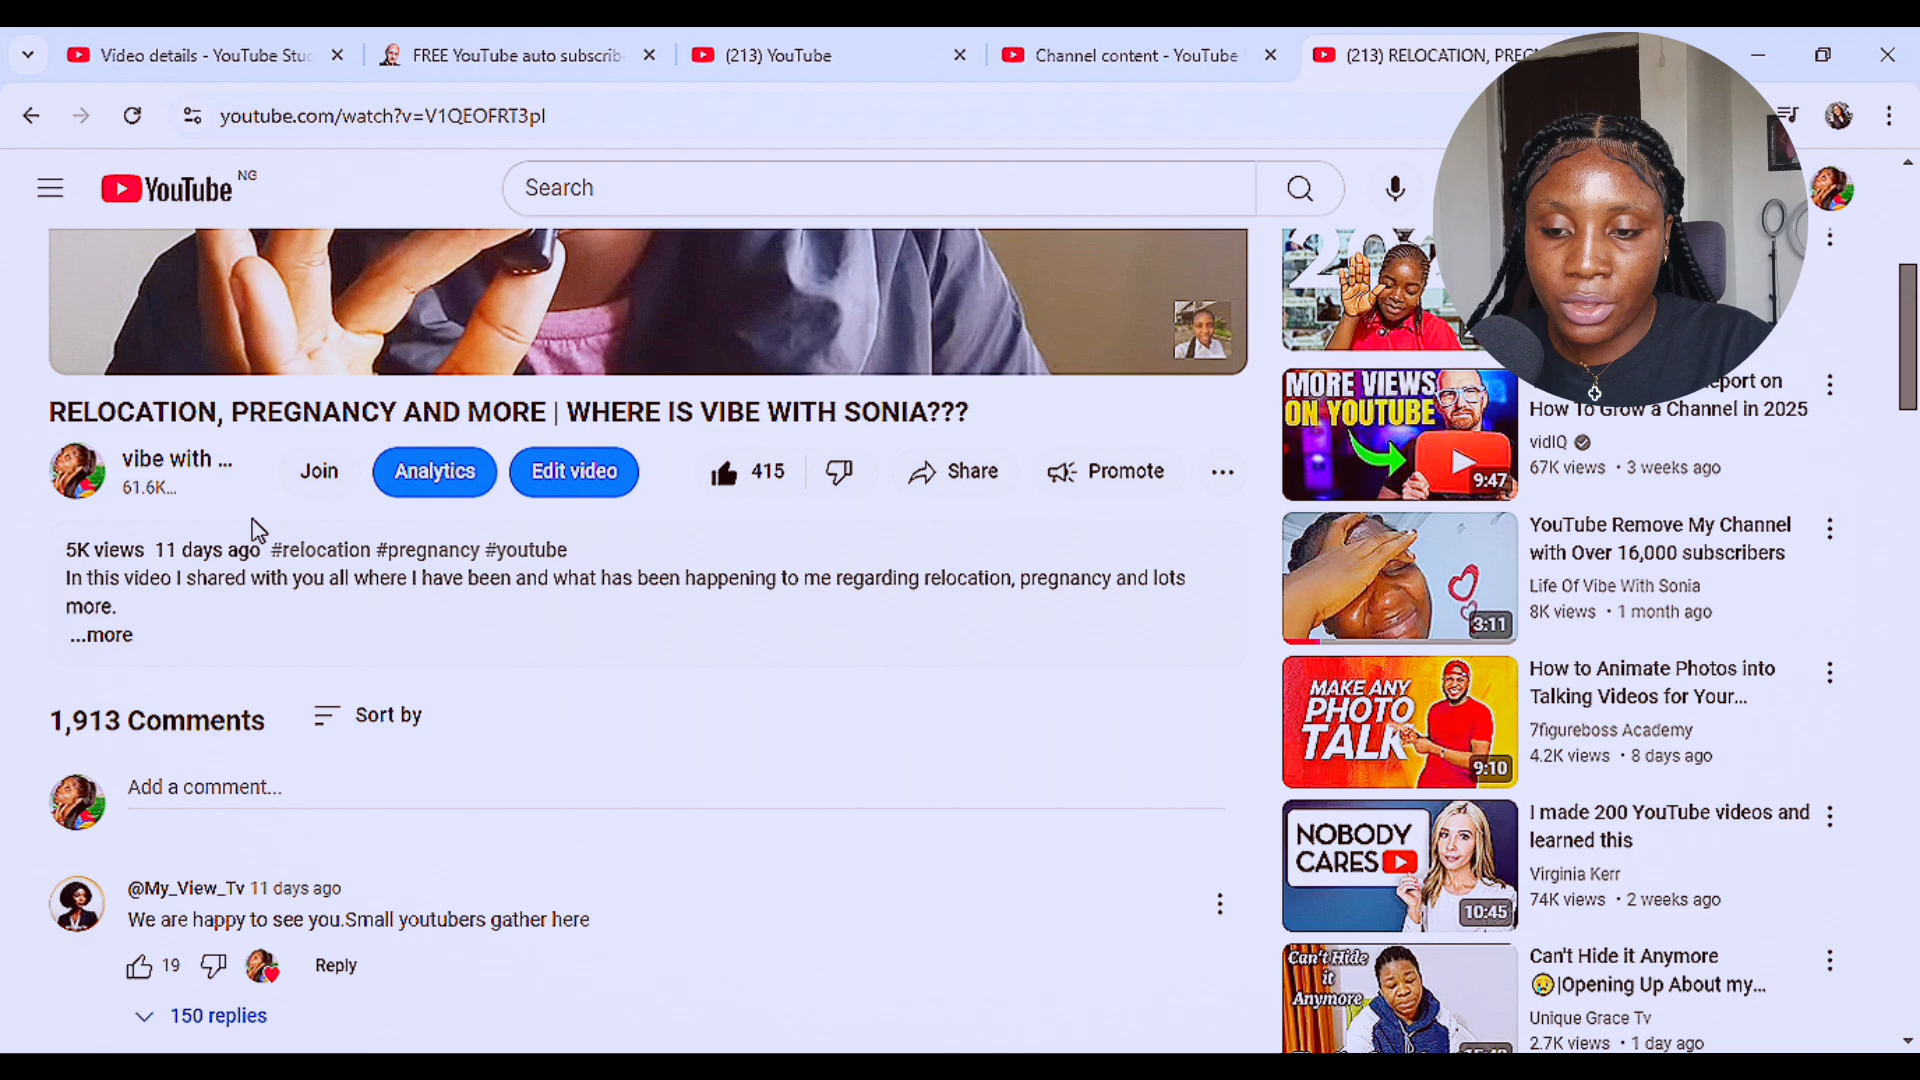 Video details - YouTube Stu
FREE YouTube auto subscrib
(213) YouTube
Channel content - YouTube
(213) RELOCATION, PREG
youtube.com/watch?v=V1QEOFRT3pI
YouTube NG
Search
RELOCATION, PREGNANCY AND MORE | WHERE IS VIBE WITH SONIA???
vibe with ...
61.6K...
Join
Analytics
Edit video
415
Share
Promote
5K views 11 days ago #relocation #pregnancy #youtube
In this video I shared with you all where I have been and what has been happening to me regarding relocation, pregnancy and lots
more.
...more
1,913 Comments
Sort by
Add a comment...
@My_View_Tv 11 days ago
We are happy to see you.Small youtubers gather here
19
Reply
150 replies
MORE VIEWS
ON YOUTUBE
9:47
eport on
How To Grow a Channel in 2025
vidIQ
67K views • 3 weeks ago
3:11
YouTube Remove My Channel
with Over 16,000 subscribers
Life Of Vibe With Sonia
8K views • 1 month ago
MAKE ANY
PHOTO
TALK
9:10
How to Animate Photos into
Talking Videos for Your...
7figureboss Academy
4.2K views • 8 days ago
NOBODY
CARES
10:45
I made 200 YouTube videos and
learned this
Virginia Kerr
74K views • 2 weeks ago
Can't Hide
it
Anymore
Can't Hide it Anymore
😢|Opening Up About my...
Unique Grace Tv
2.7K views • 1 day ago